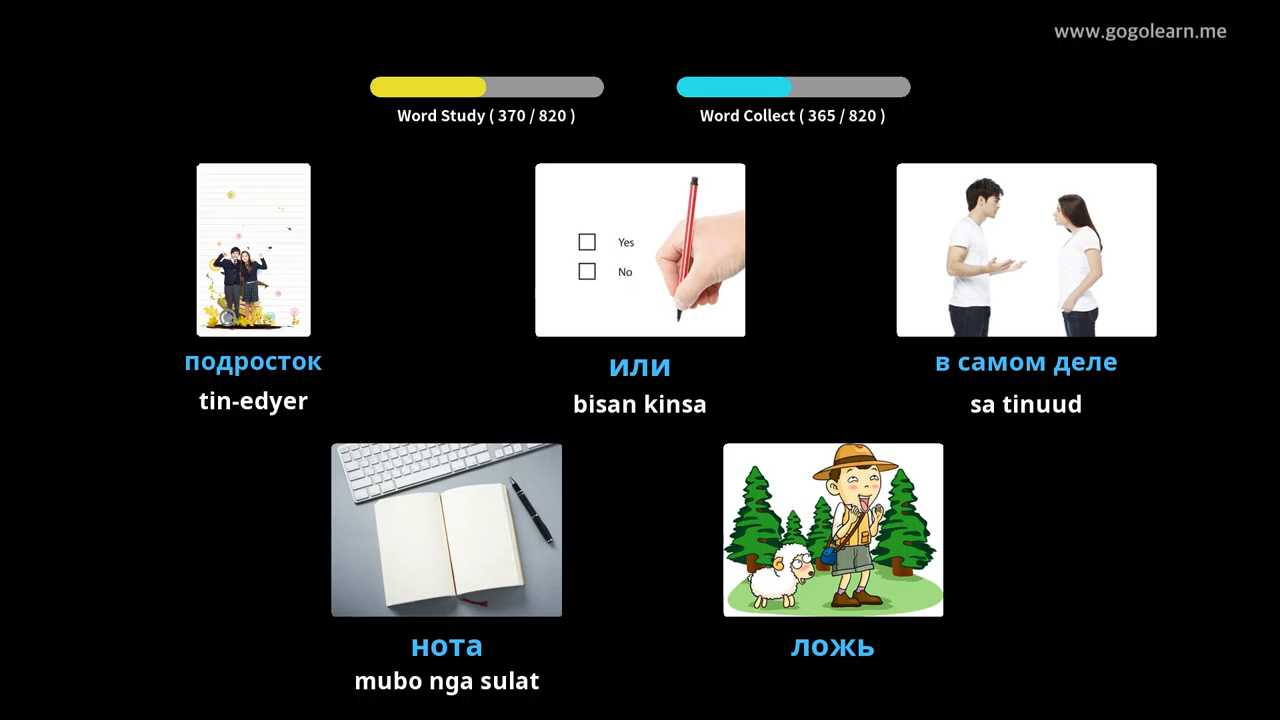 www.gogolearn.me
Word Study ( 370 / 820 )
Word Collect ( 365 / 820 )
Yes
No
подросток
tin-edyer
или
bisan kinsa
в самом деле
sa tinuud
нота
mubo nga sulat
ложь